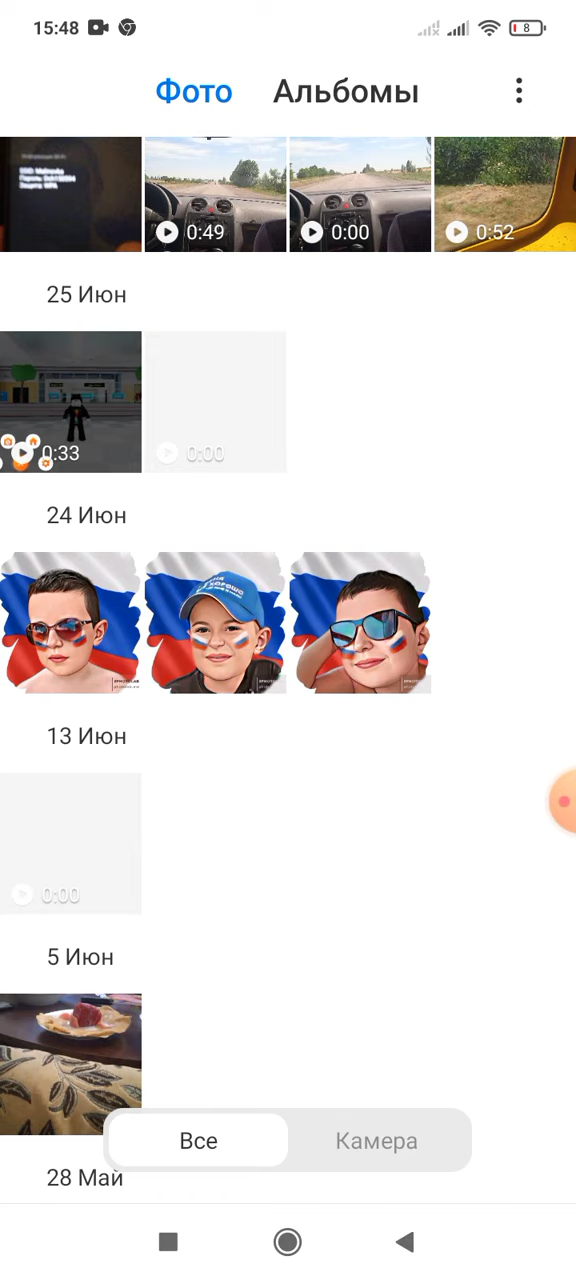 15:48
8
Фото Альбомы
0:49
0:00
0:52
25 Июн
0:33
0:00
24 Июн
13 Июн
0:00
5 Июн
Все Камера
28 Май